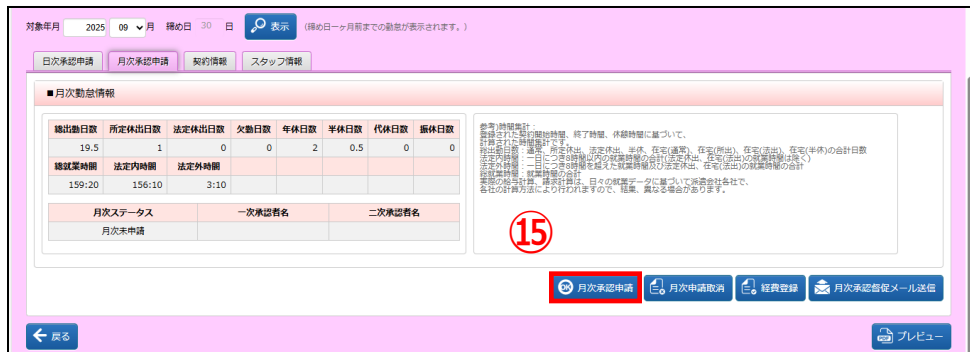 対象年月 2025 09 月 締め日 30 日 表示 (締め日一ヶ月前までの勤怠が表示されます。)
日次承認申請 月次承認申請 契約情報 スタッフ情報
■月次勤怠情報
総出勤日数 所定休出日数 法定休出日数 欠勤日数 年休日数 半休日数 代休日数 振休日数
19.5 1 0 0 2 0.5 0 0
総就業時間 法定内時間 法定外時間
159:20 156:10 3:10
月次ステータス 一次承認者名 二次承認者名
月次未申請
参考)時間集計:
登録された契約開始時間、終了時間、休憩時間に基づいて、
計算された時間集計です。
総出勤日数:通常、所定休出、法定休出、半休、在宅(通常)、在宅(所出)、在宅(法出)、在宅(半休)の合計日数
法定内時間:一日につき8時間以内の就業時間の合計(法定休出、在宅(法出)の就業時間は除く)
法定外時間:一日につき8時間を超えた就業時間及び法定休出、在宅(法出)の就業時間の合計
総就業時間:就業時間の合計
実際の給与計算、請求計算は、日々の就業データに基づいて派遣会社各社で、
各社の計算方法により行われますので、結果、異なる場合があります。
⑮
OK 月次承認申請 月次申請取消 経費登録 月次承認督促メール送信
戻る PDF プレビュー